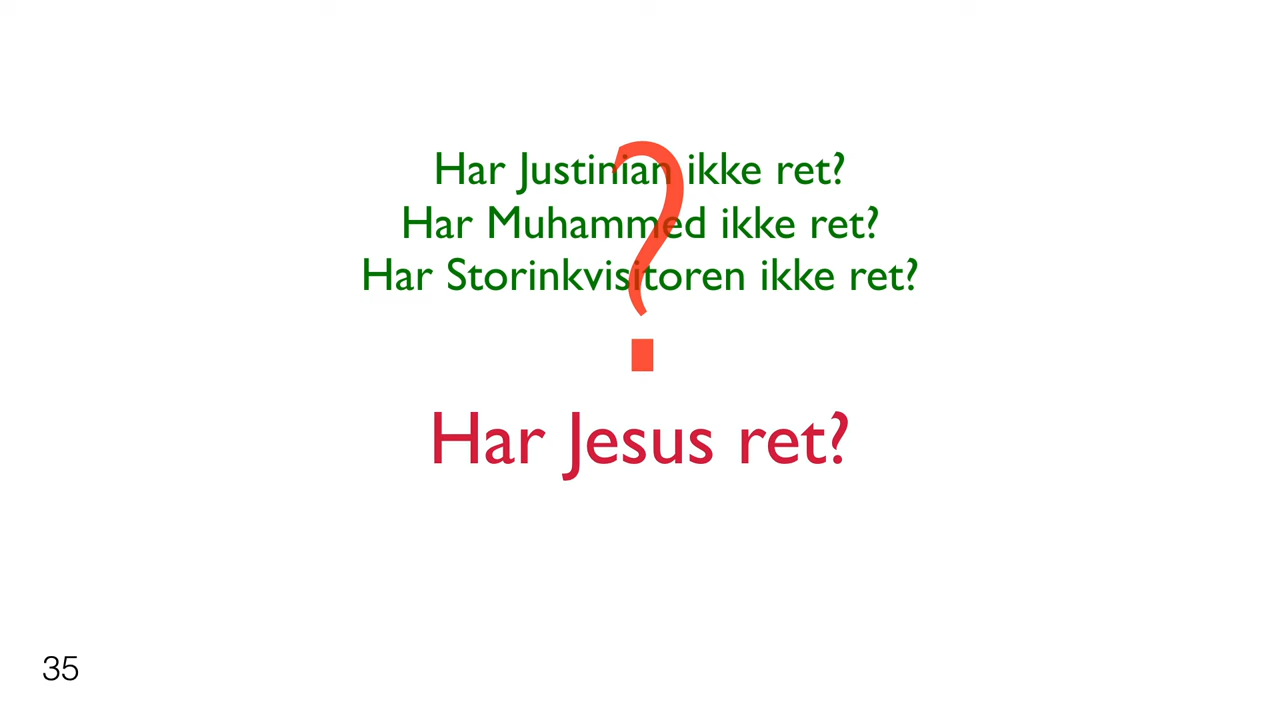 Har Justinian ikke ret?
Har Muhammed ikke ret?
Har Storinkvisitoren ikke ret?
?
Har Jesus ret?
35